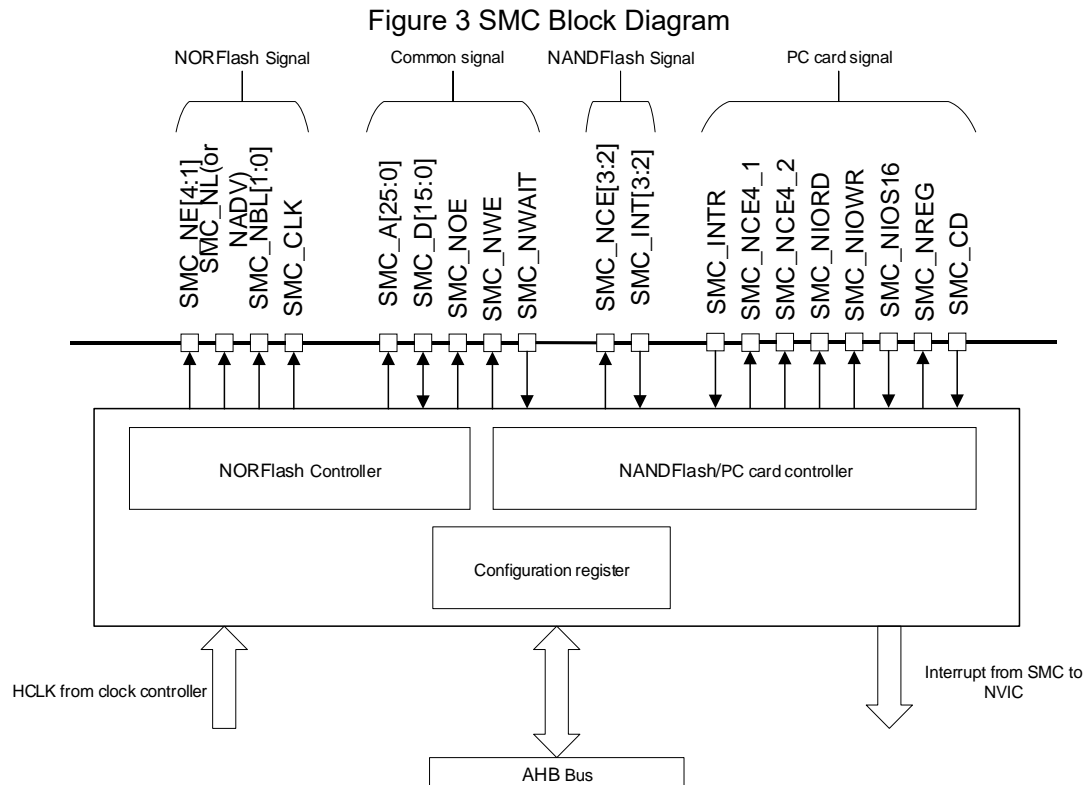 Figure 3 SMC Block Diagram
NORFlash Signal
Common signal
NANDFlash Signal
PC card signal
SMC_NE[4:1]
SMC_NL(or
NADV)
SMC_NBL[1:0]
SMC_CLK
SMC_A[25:0]
SMC_D[15:0]
SMC_NOE
SMC_NWE
SMC_NWAIT
SMC_NCE[3:2]
SMC_INT[3:2]
SMC_INTR
SMC_NCE4_1
SMC_NCE4_2
SMC_NIORD
SMC_NIOWR
SMC_NIOS16
SMC_NREG
SMC_CD
NORFlash Controller
NANDFlash/PC card controller
Configuration register
HCLK from clock controller
Interrupt from SMC to
NVIC
AHB Bus